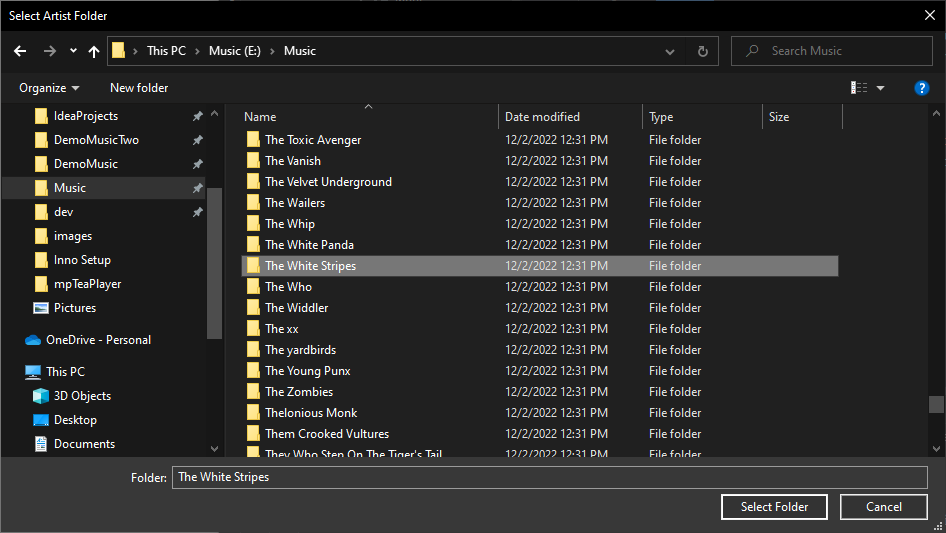 Select Artist Folder
This PC > Music (E:) > Music
Search Music
Organize
New folder
?
IdeaProjects
DemoMusicTwo
DemoMusic
Music
dev
images
Inno Setup
mpTeaPlayer
Pictures
OneDrive - Personal
This PC
3D Objects
Desktop
Documents
Name Date modified Type Size
The Toxic Avenger 12/2/2022 12:31 PM File folder
The Vanish 12/2/2022 12:31 PM File folder
The Velvet Underground 12/2/2022 12:31 PM File folder
The Wailers 12/2/2022 12:31 PM File folder
The Whip 12/2/2022 12:31 PM File folder
The White Panda 12/2/2022 12:31 PM File folder
The White Stripes 12/2/2022 12:31 PM File folder
The Who 12/2/2022 12:31 PM File folder
The Widdler 12/2/2022 12:31 PM File folder
The xx 12/2/2022 12:31 PM File folder
The yardbirds 12/2/2022 12:31 PM File folder
The Young Punx 12/2/2022 12:31 PM File folder
The Zombies 12/2/2022 12:31 PM File folder
Thelonious Monk 12/2/2022 12:31 PM File folder
Them Crooked Vultures 12/2/2022 12:31 PM File folder
They Who Step On The Tiger's Tail 12/2/2022 12:31 PM File folder
Folder: The White Stripes
Select Folder
Cancel